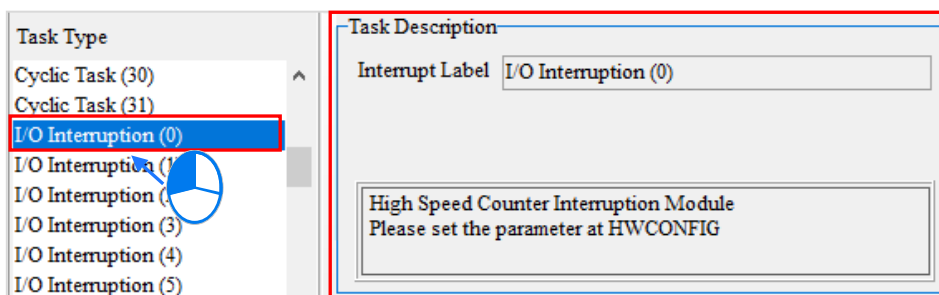 Task Type
Cyclic Task (30)
Cyclic Task (31)
I/O Interruption (0)
I/O Interruption (1)
I/O Interruption
I/O Interruption (3)
I/O Interruption (4)
I/O Interruption (5)
Task Description
Interrupt Label I/O Interruption (0)
High Speed Counter Interruption Module
Please set the parameter at HWCONFIG